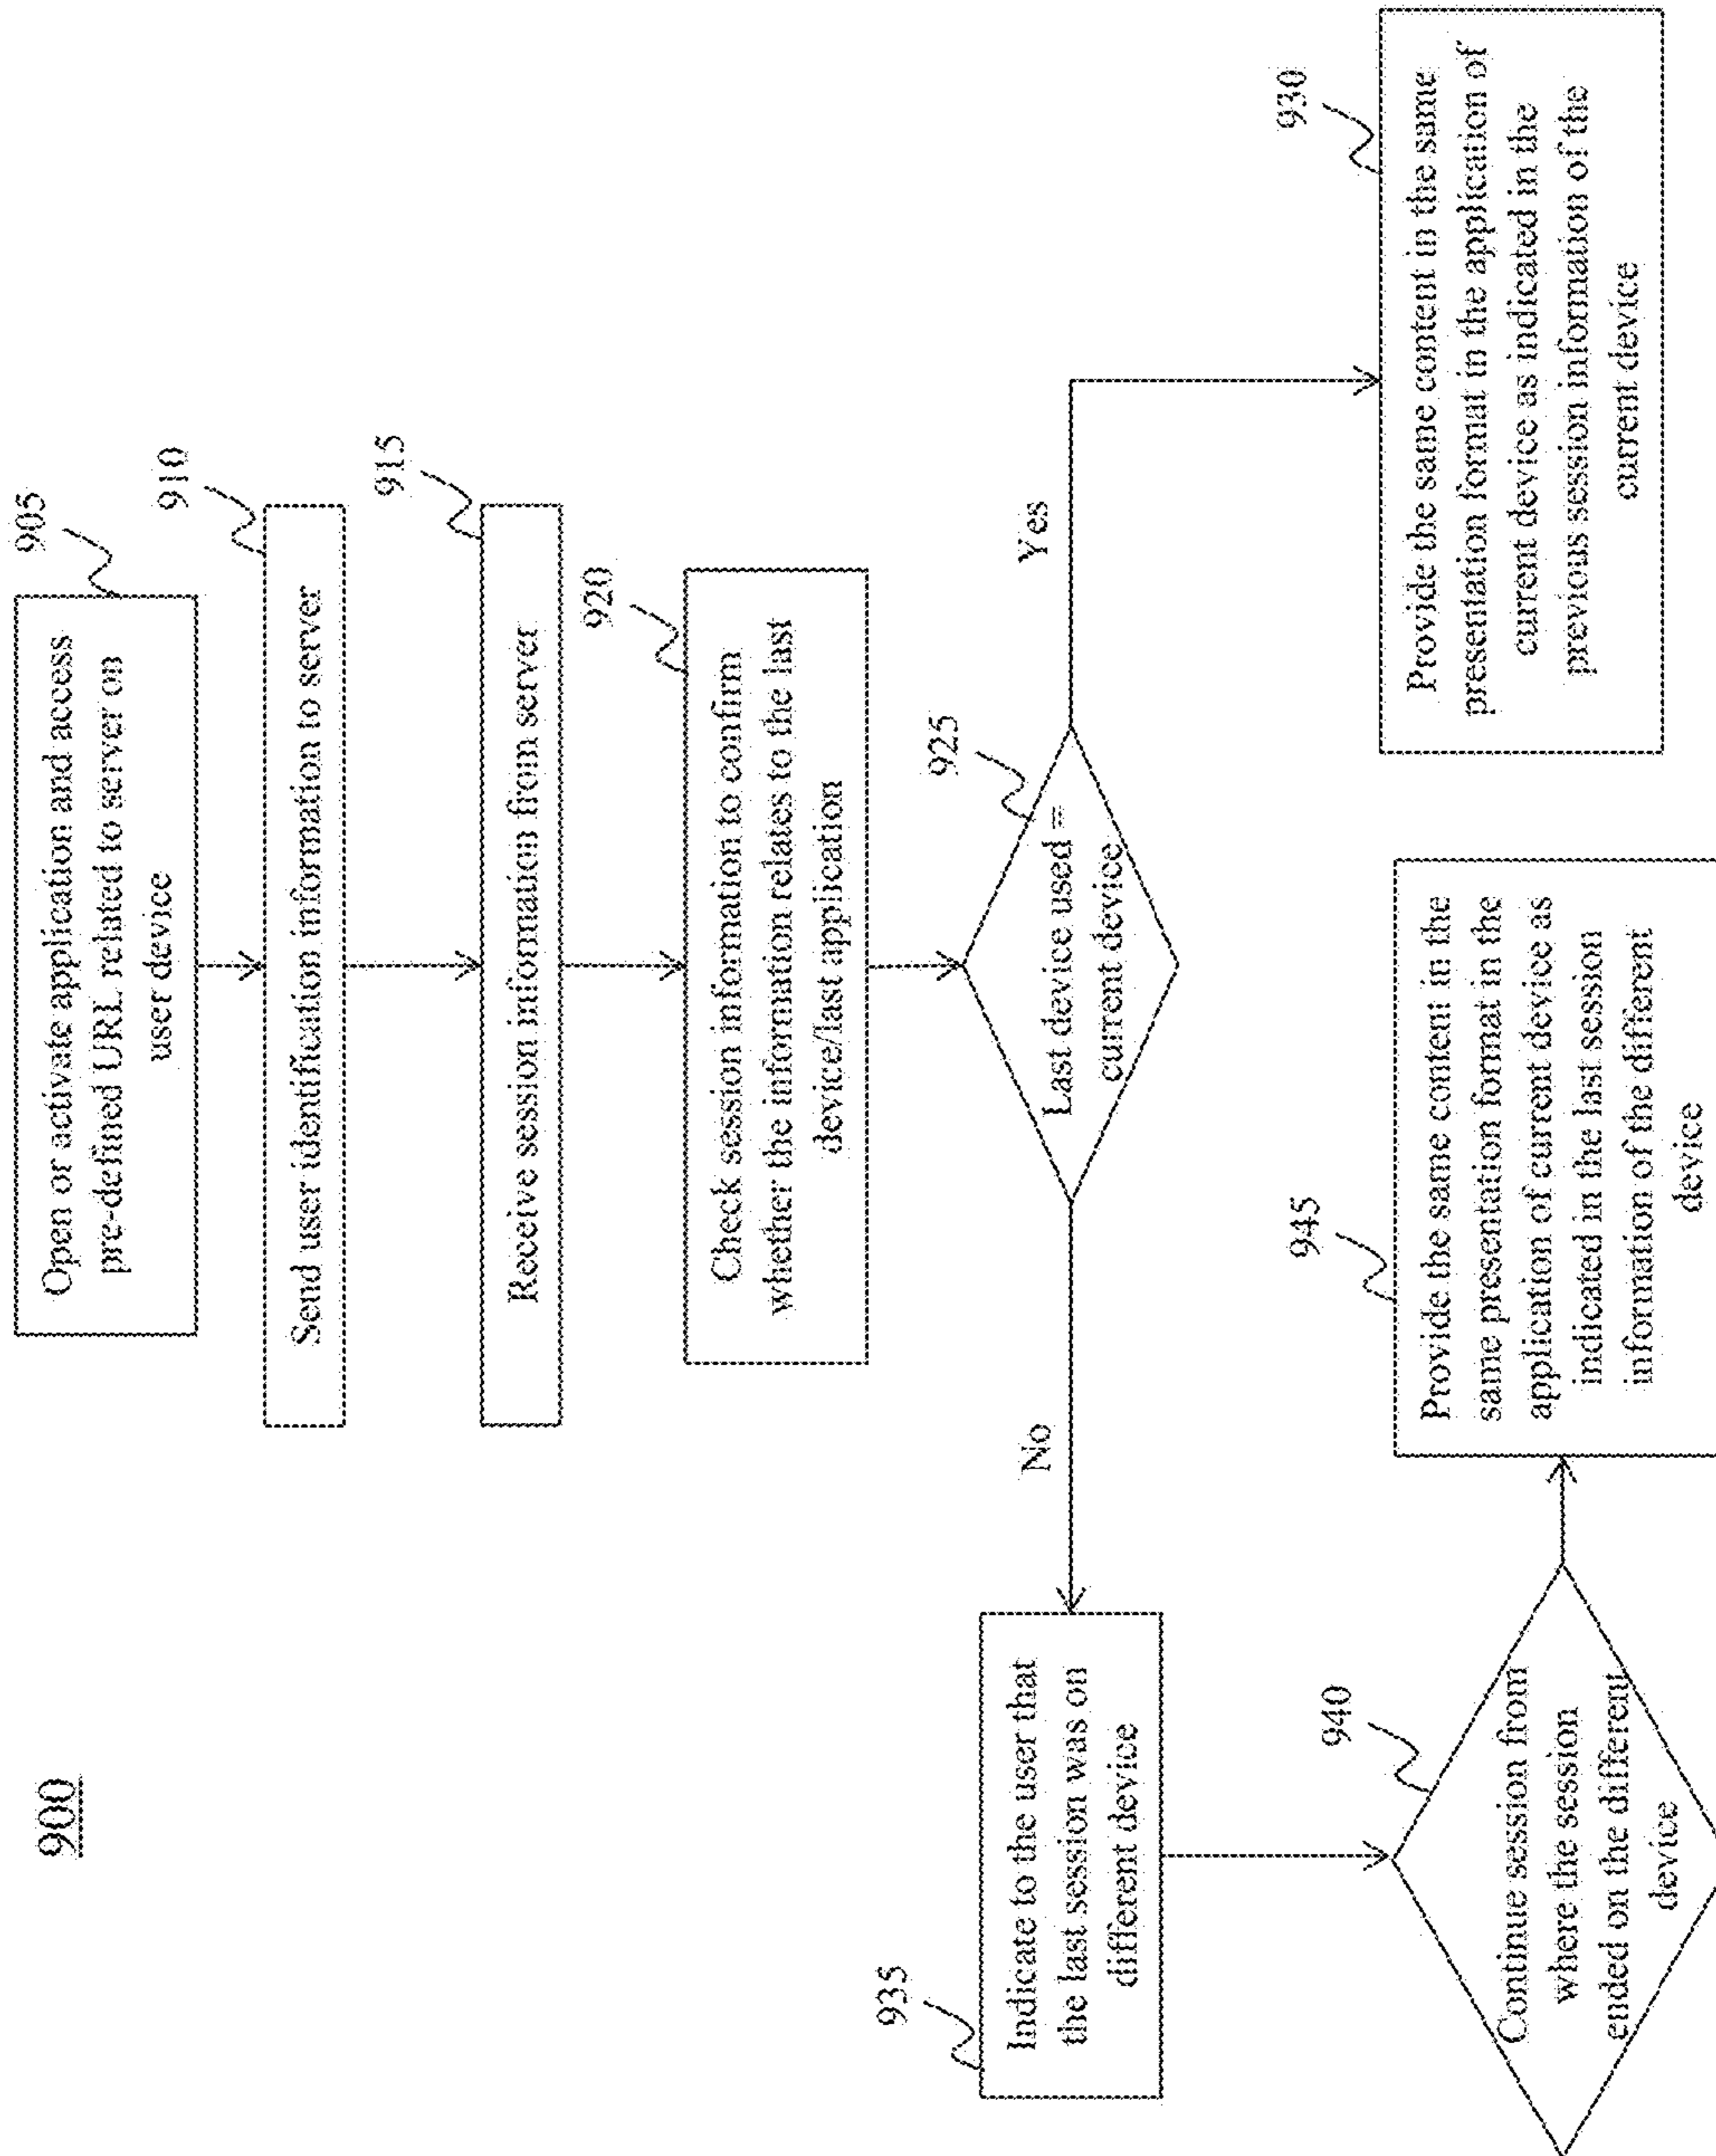 900
905
Open or activate application and access
pre-defined URL related to server on
user device
910
Send user identification information to server
915
Receive session information from server
920
Check session information to confirm
whether the information relates to the last
device/last application
925
Last device used =
current device
Yes
930
Provide the same content in the same
presentation format in the application of
current device as indicated in the
previous session information of the
current device
No
935
Indicate to the user that
the last session was on
different device
940
Continue session from
where the session
ended on the different
device
945
Provide the same content in the
same presentation format in the
application of current device as
indicated in the last session
information of the different
device